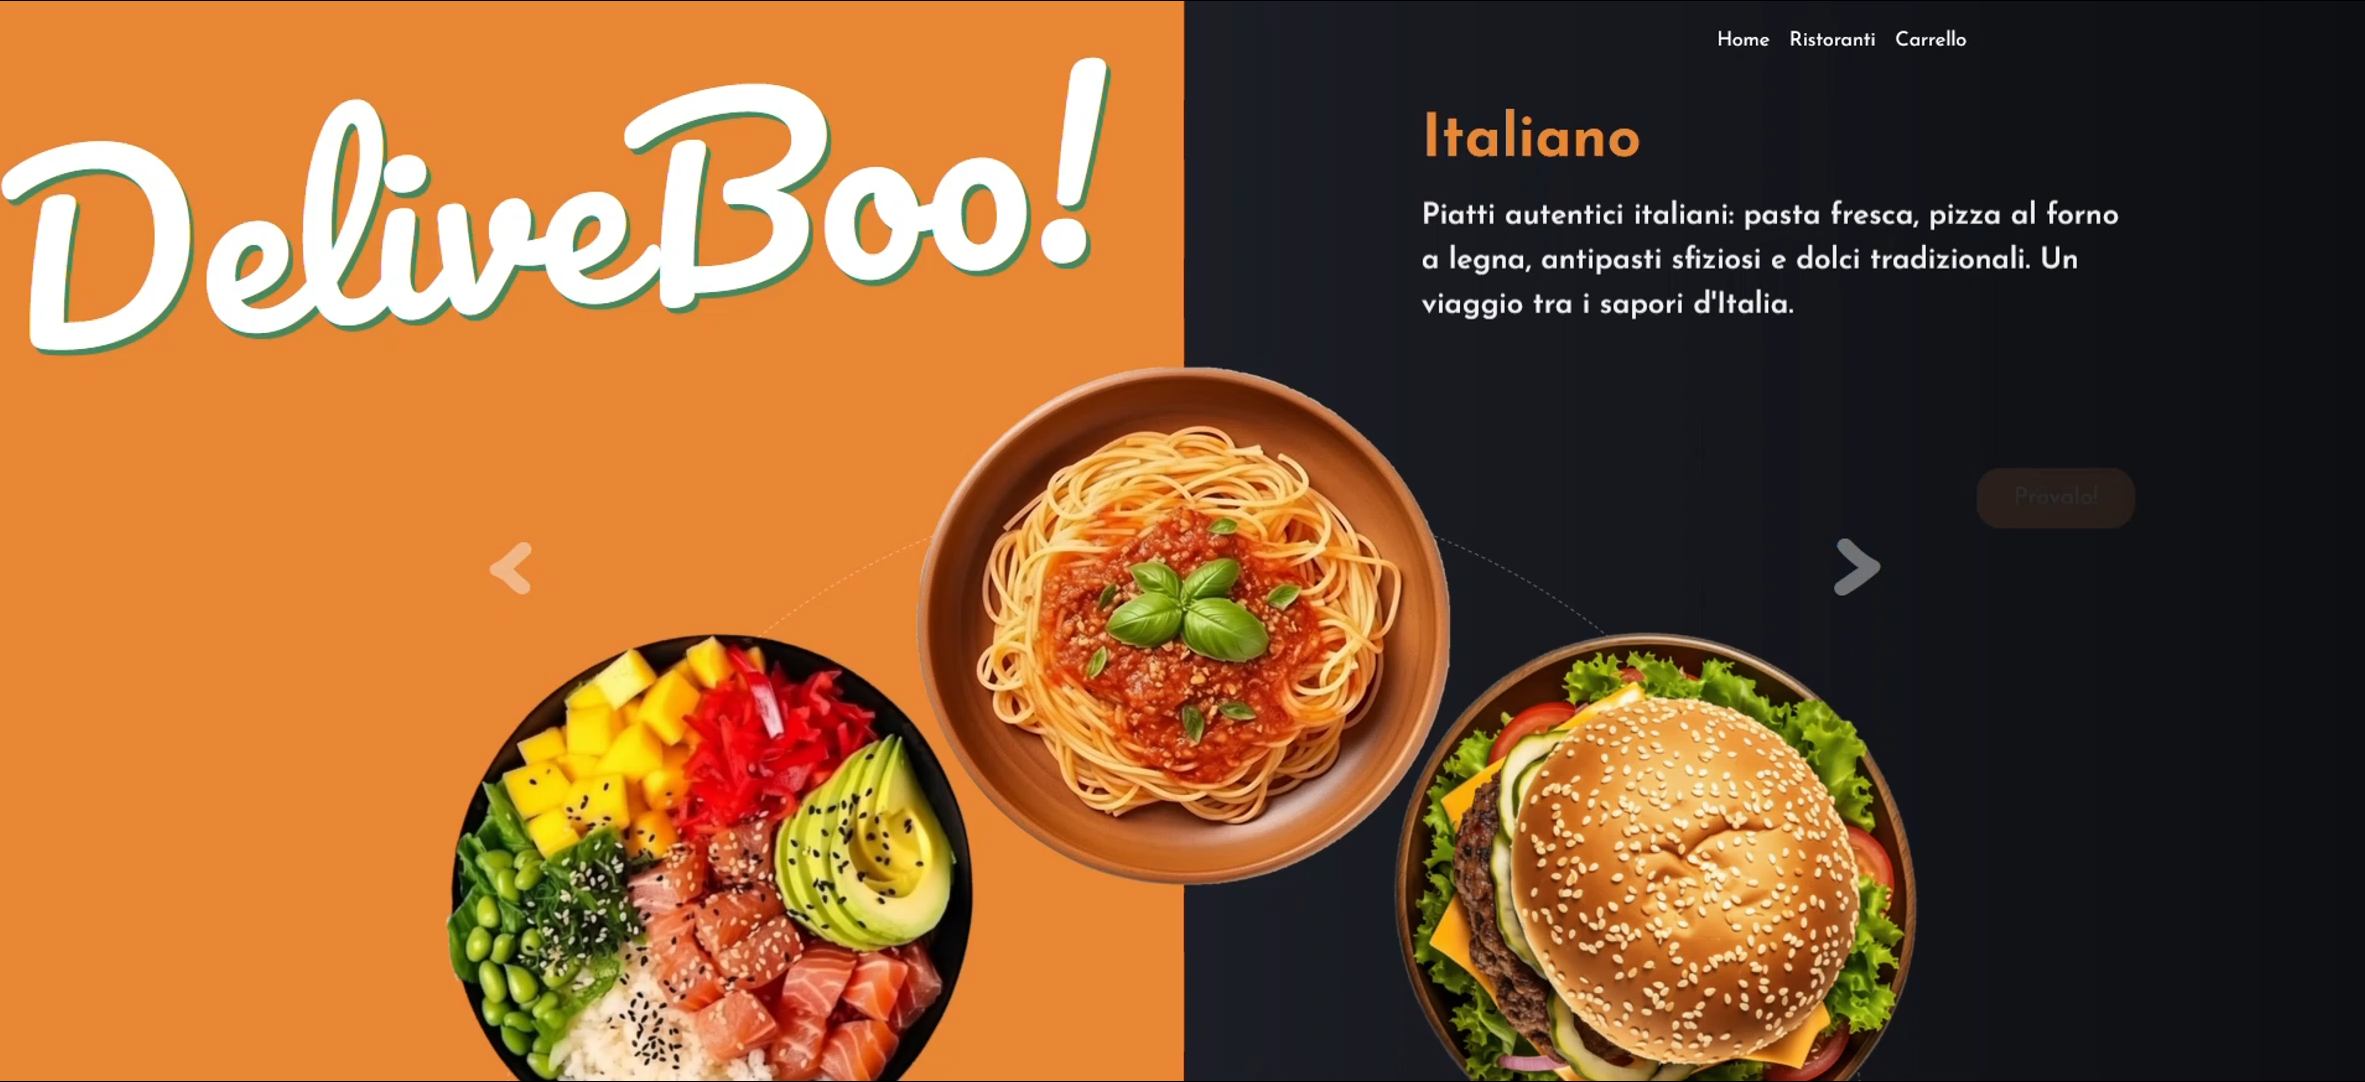 DeliveBoo!
Home Ristoranti Carrello
Italiano
Piatti autentici italiani: pasta fresca, pizza al forno
a legna, antipasti sfiziosi e dolci tradizionali. Un
viaggio tra i sapori d'Italia.
Provalo!